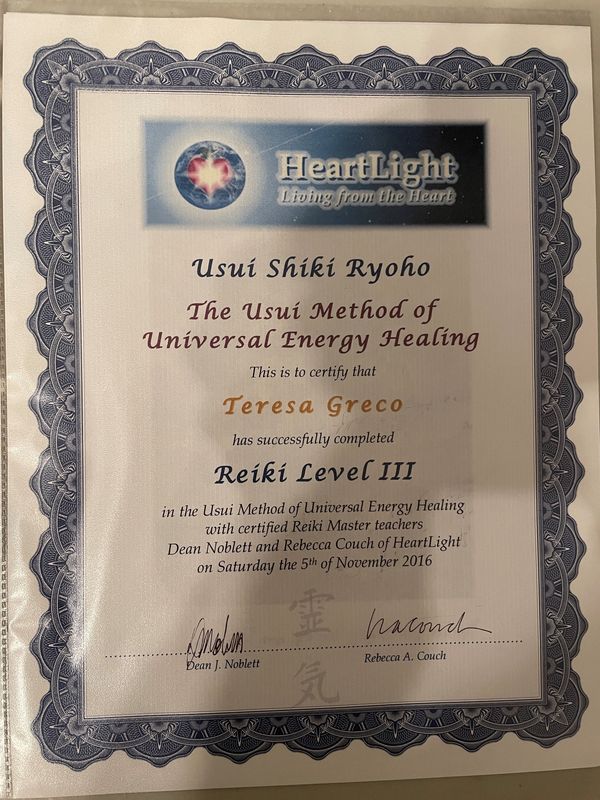 HeartLight
Living from the Heart
Usui Shiki Ryoho
The Usui Method of
Universal Energy Healing
This is to certify that
Teresa Greco
has successfully completed
Reiki Level III
in the Usui Method of Universal Energy Healing
with certified Reiki Master teachers
Dean Noblett and Rebecca Couch of HeartLight
on Saturday the 5th of November 2016
霊
気
Dean J. Noblett
Rebecca A. Couch